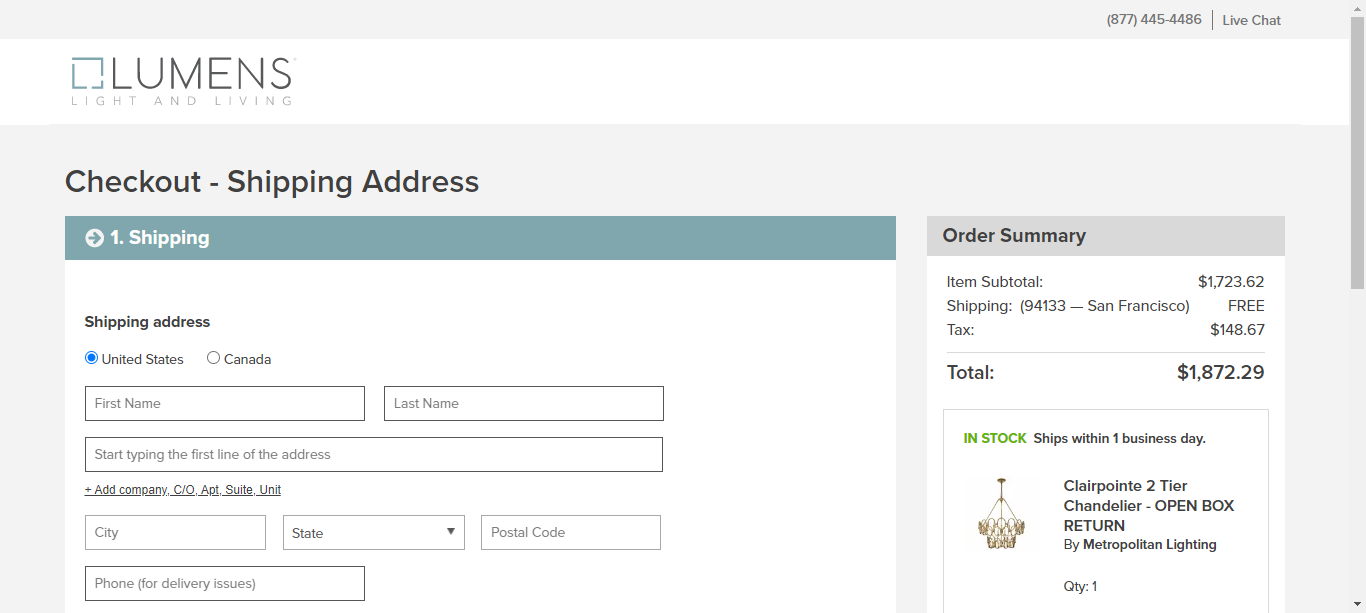 (877) 445-4486 Live Chat
LUMENS
LIGHT AND LIVING
Checkout - Shipping Address
1. Shipping
Shipping address
United States Canada
First Name Last Name
Start typing the first line of the address
+ Add company, C/O, Apt, Suite, Unit
City State Postal Code
Phone (for delivery issues)
Order Summary
Item Subtotal: $1,723.62
Shipping: (94133 — San Francisco) FREE
Tax: $148.67
Total: $1,872.29
IN STOCK Ships within 1 business day.
Clairpointe 2 Tier
Chandelier - OPEN BOX
RETURN
By Metropolitan Lighting
Qty: 1